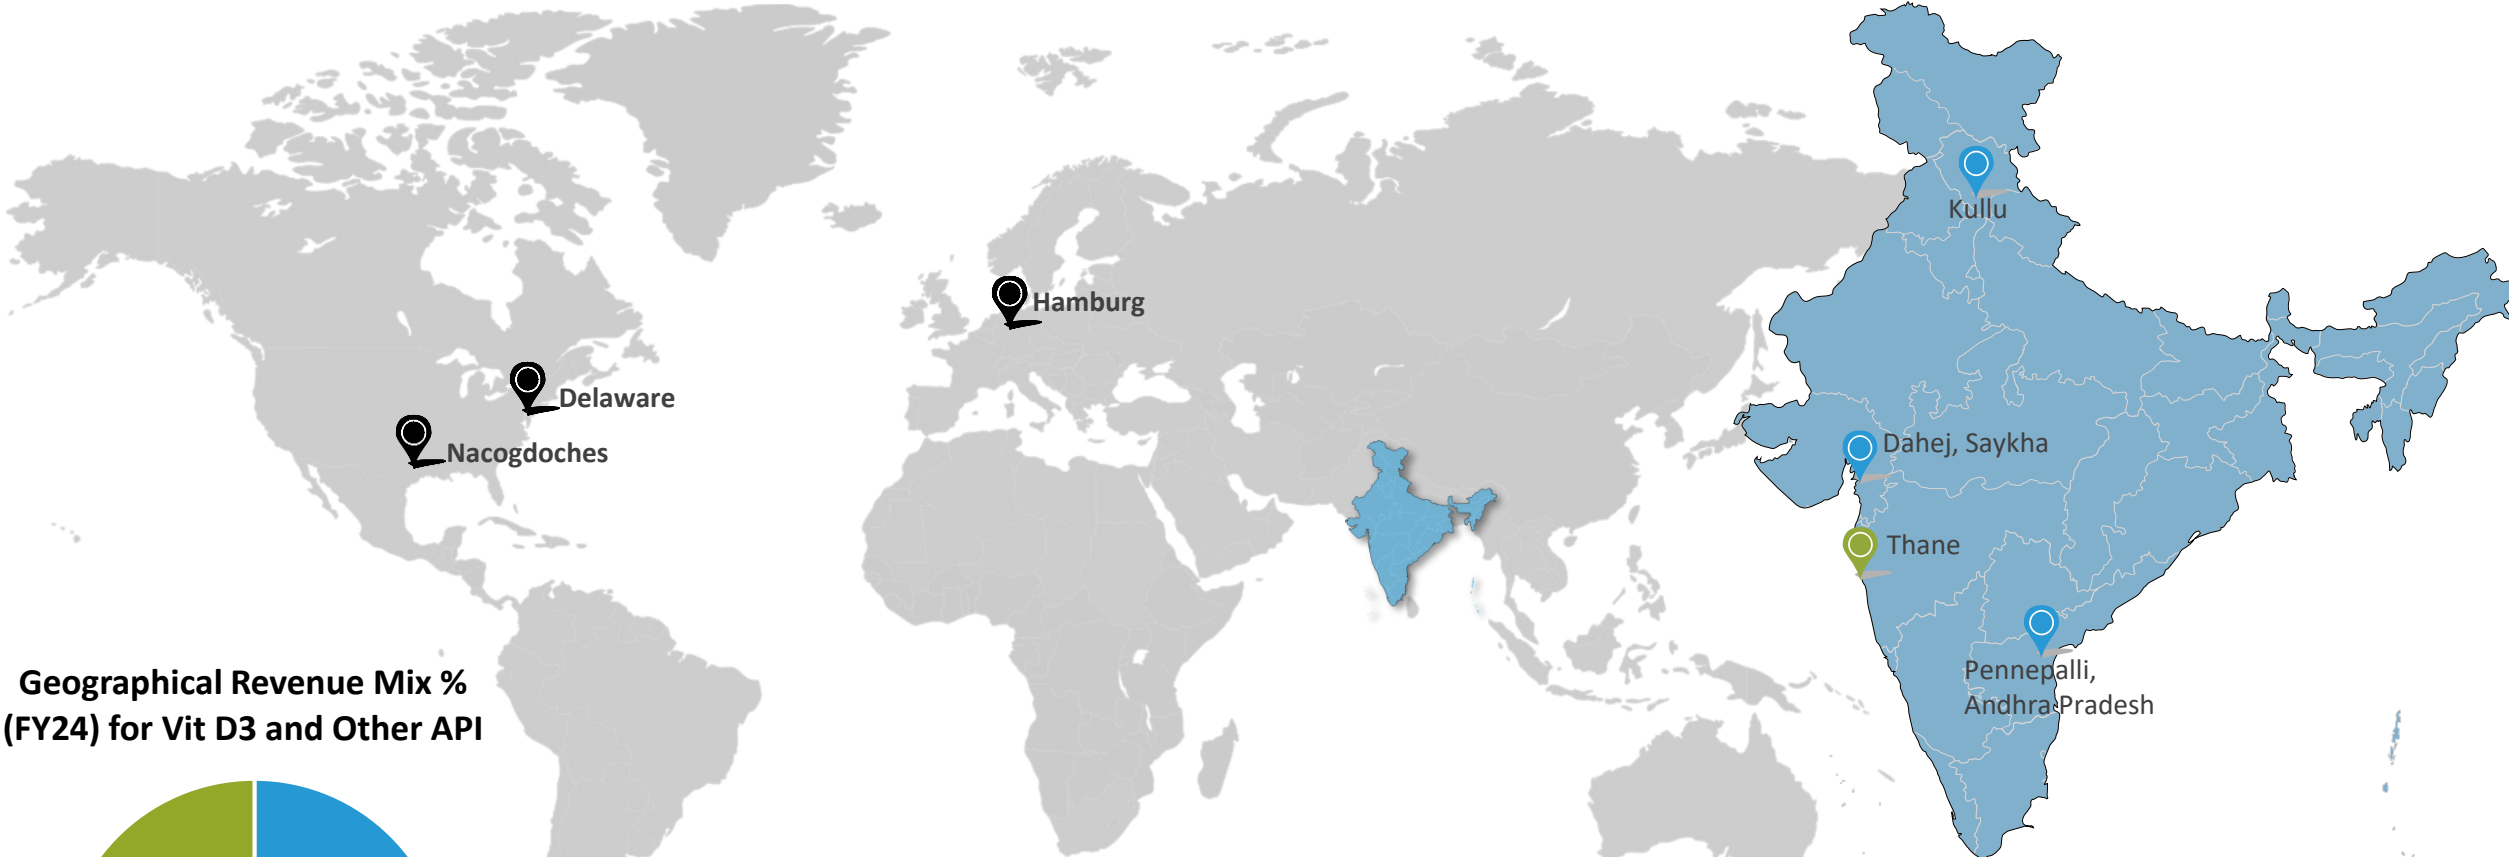 Kullu
Hamburg
Delaware
Nacogdoches
Dahej, Saykha
Thane
Pennepalli,
Andhra Pradesh
Geographical Revenue Mix %
(FY24) for Vit D3 and Other API